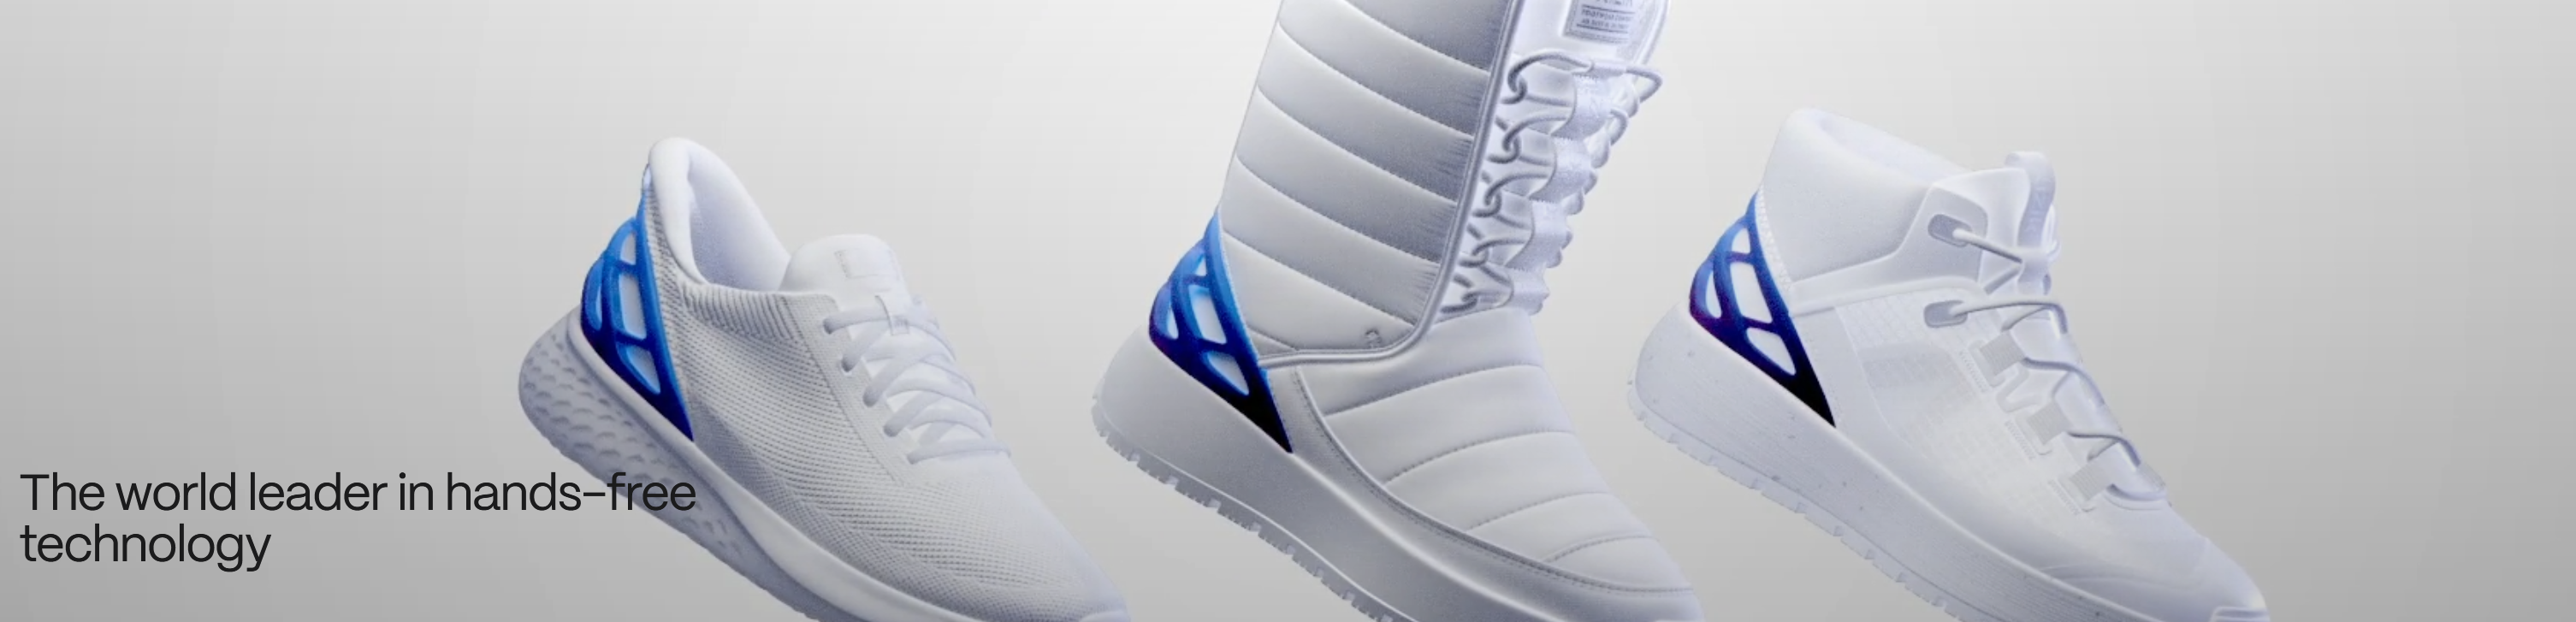 The world leader in hands-free
technology